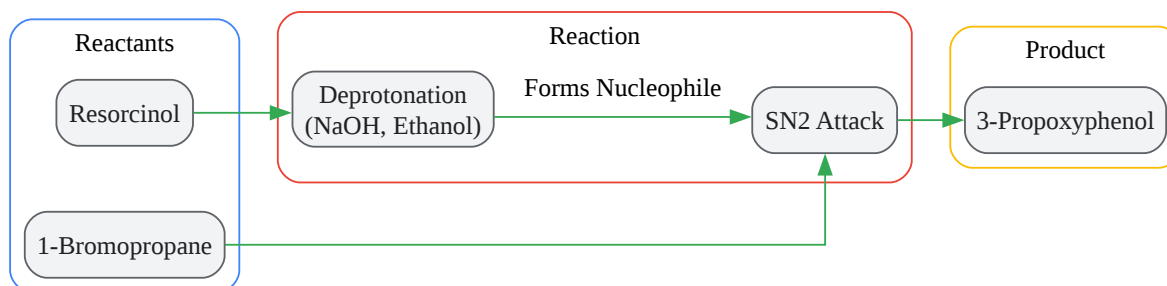 Reactants
Reaction
Product
Resorcinol
Deprotonation
(NaOH, Ethanol)
Forms Nucleophile
SN2 Attack
3-Propoxyphenol
1-Bromopropane